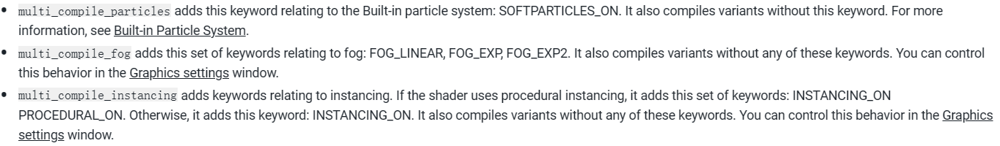 • multi_compile_particles adds this keyword relating to the Built-in particle system: SOFTPARTICLES_ON. It also compiles variants without this keyword. For more
information, see Built-in Particle System.
• multi_compile_fog adds this set of keywords relating to fog: FOG_LINEAR, FOG_EXP, FOG_EXP2. It also compiles variants without any of these keywords. You can control
this behavior in the Graphics settings window.
• multi_compile_instancing adds keywords relating to instancing. If the shader uses procedural instancing, it adds this set of keywords: INSTANCING_ON
PROCEDURAL_ON. Otherwise, it adds this keyword: INSTANCING_ON. It also compiles variants without any of these keywords. You can control this behavior in the Graphics
settings window.